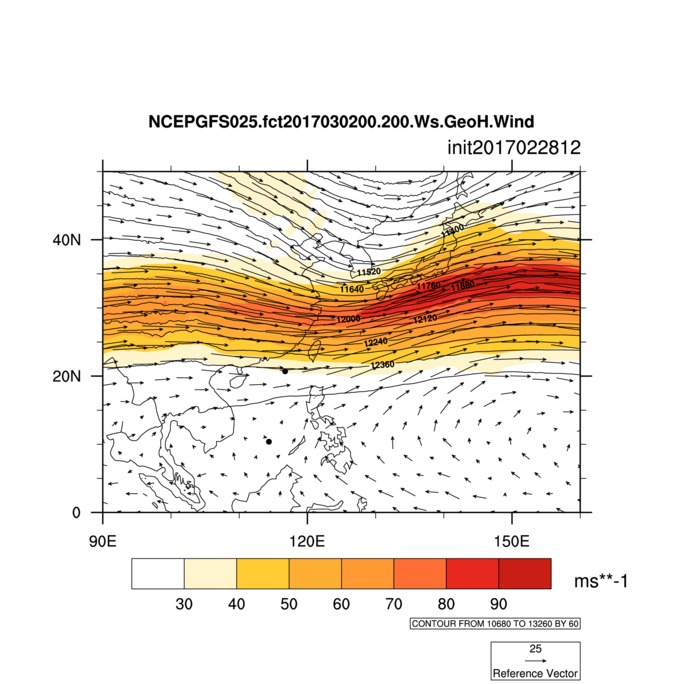 NCEPGFS025.fct2017030200.200.Ws.GeoH.Wind
init2017022812
40N
20N
0
90E 120E 150E
11400
11520
11640
11760 11880
12000
12120
12240
12360
30 40 50 60 70 80 90
ms**-1
CONTOUR FROM 10680 TO 13260 BY 60
25
Reference Vector